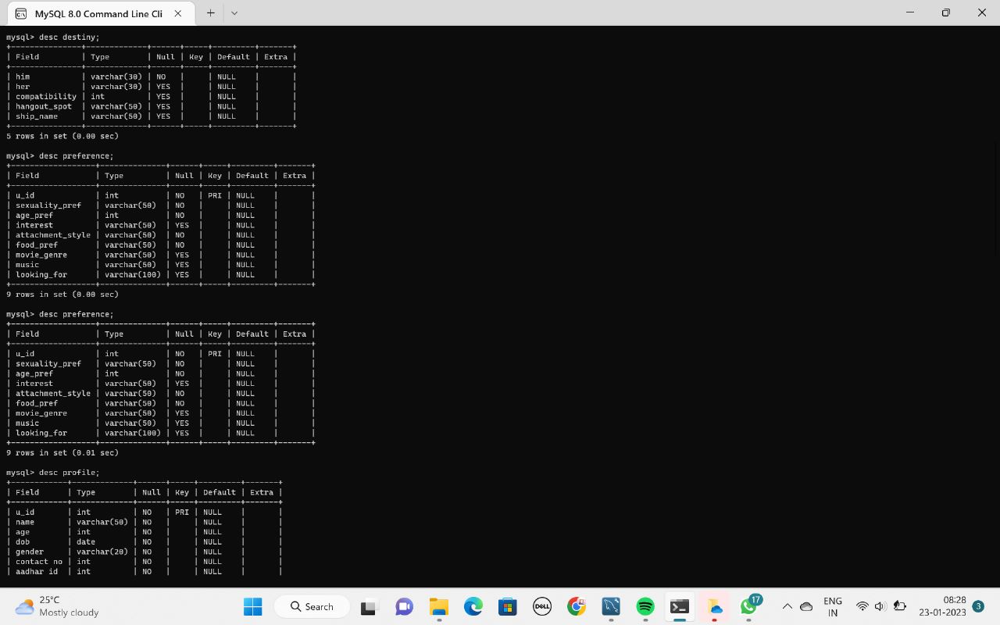 MySQL 8.0 Command Line Cli
mysql> desc destiny;
+---------------+-------------+------+-----+---------+-------+
| Field         | Type        | Null | Key | Default | Extra |
+---------------+-------------+------+-----+---------+-------+
| him           | varchar(30) | NO   |     | NULL    |       |
| her           | varchar(30) | YES  |     | NULL    |       |
| compatibility | int         | YES  |     | NULL    |       |
| hangout_spot  | varchar(50) | YES  |     | NULL    |       |
| ship_name     | varchar(50) | YES  |     | NULL    |       |
+---------------+-------------+------+-----+---------+-------+
5 rows in set (0.00 sec)
mysql> desc preference;
+------------------+--------------+------+-----+---------+-------+
| Field            | Type         | Null | Key | Default | Extra |
+------------------+--------------+------+-----+---------+-------+
| u_id             | int          | NO   | PRI | NULL    |       |
| sexuality_pref   | varchar(50)  | NO   |     | NULL    |       |
| age_pref         | int          | NO   |     | NULL    |       |
| interest         | varchar(50)  | YES  |     | NULL    |       |
| attachment_style | varchar(50)  | NO   |     | NULL    |       |
| food_pref        | varchar(50)  | NO   |     | NULL    |       |
| movie_genre      | varchar(50)  | YES  |     | NULL    |       |
| music            | varchar(50)  | YES  |     | NULL    |       |
| looking_for      | varchar(100) | YES  |     | NULL    |       |
+------------------+--------------+------+-----+---------+-------+
9 rows in set (0.00 sec)
mysql> desc preference;
+------------------+--------------+------+-----+---------+-------+
| Field            | Type         | Null | Key | Default | Extra |
+------------------+--------------+------+-----+---------+-------+
| u_id             | int          | NO   | PRI | NULL    |       |
| sexuality_pref   | varchar(50)  | NO   |     | NULL    |       |
| age_pref         | int          | NO   |     | NULL    |       |
| interest         | varchar(50)  | YES  |     | NULL    |       |
| attachment_style | varchar(50)  | NO   |     | NULL    |       |
| food_pref        | varchar(50)  | NO   |     | NULL    |       |
| movie_genre      | varchar(50)  | YES  |     | NULL    |       |
| music            | varchar(50)  | YES  |     | NULL    |       |
| looking_for      | varchar(100) | YES  |     | NULL    |       |
+------------------+--------------+------+-----+---------+-------+
9 rows in set (0.01 sec)
mysql> desc profile;
+------------+-------------+------+-----+---------+-------+
| Field      | Type        | Null | Key | Default | Extra |
+------------+-------------+------+-----+---------+-------+
| u_id       | int         | NO   | PRI | NULL    |       |
| name       | varchar(50) | NO   |     | NULL    |       |
| age        | int         | NO   |     | NULL    |       |
| dob        | date        | NO   |     | NULL    |       |
| gender     | varchar(20) | NO   |     | NULL    |       |
| contact no | int         | NO   |     | NULL    |       |
| aadhar id  | int         | NO   |     | NULL    |       |
25°C
Mostly cloudy
Search
DELL
17
ENG
IN
08:28
23-01-2023
3